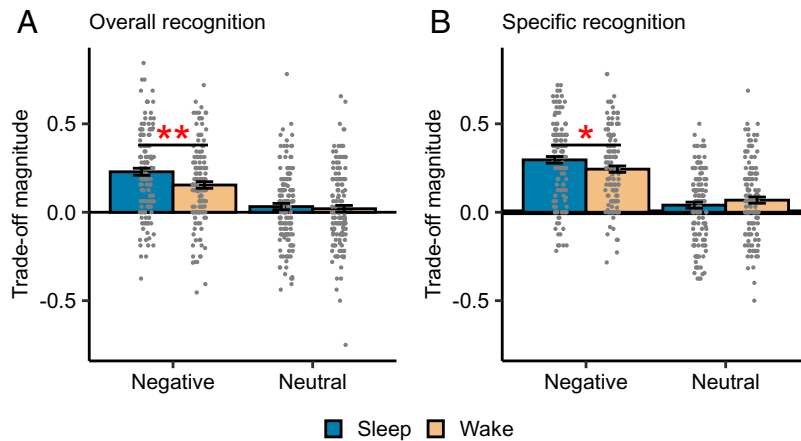 A Overall recognition
Trade-off magnitude
0.5
0.0
-0.5
**
Negative Neutral
B Specific recognition
Trade-off magnitude
0.5
0.0
-0.5
*
Negative Neutral
Sleep Wake